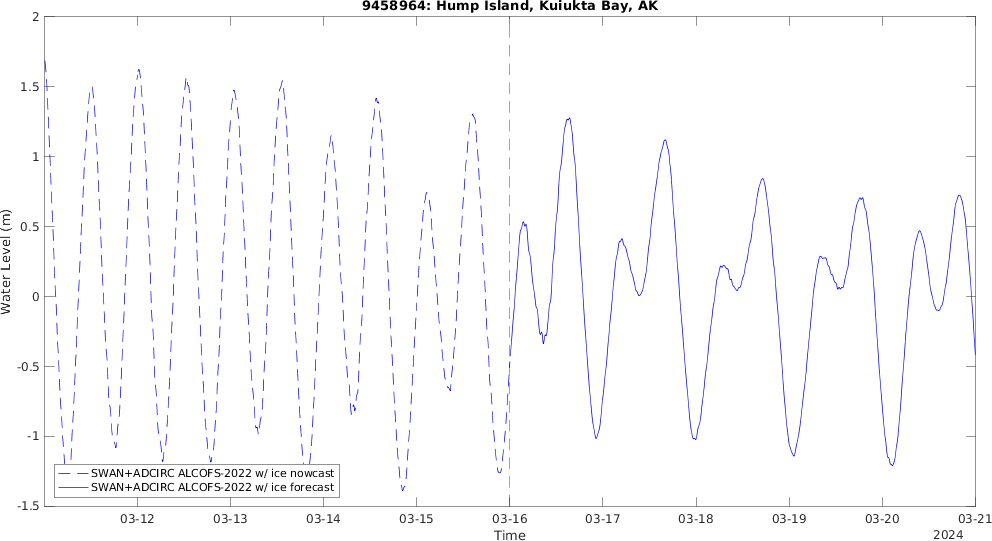 9458964: Hump Island, Kuiukta Bay, AK
Water Level (m)
2
1.5
1
0.5
0
-0.5
-1
-1.5
SWAN+ADCIRC ALCOFS-2022 w/ ice nowcast
SWAN+ADCIRC ALCOFS-2022 w/ ice forecast
03-12 03-13 03-14 03-15 03-16 03-17 03-18 03-19 03-20 03-21
Time
2024